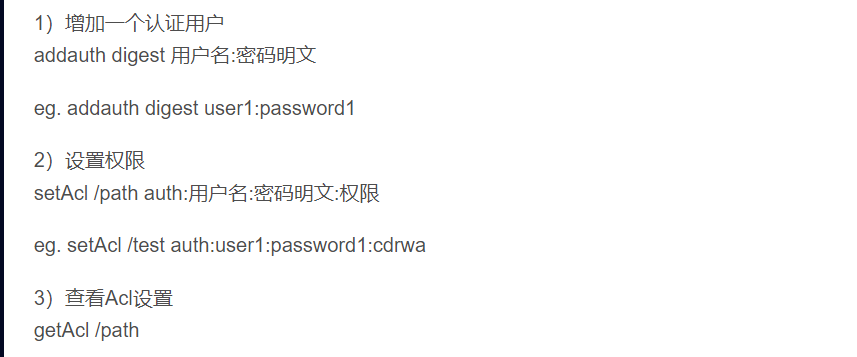 1）增加一个认证用户
addauth digest 用户名:密码明文
eg. addauth digest user1:password1
2）设置权限
setAcl /path auth:用户名:密码明文:权限
eg. setAcl /test auth:user1:password1:cdrwa
3）查看Acl设置
getAcl /path